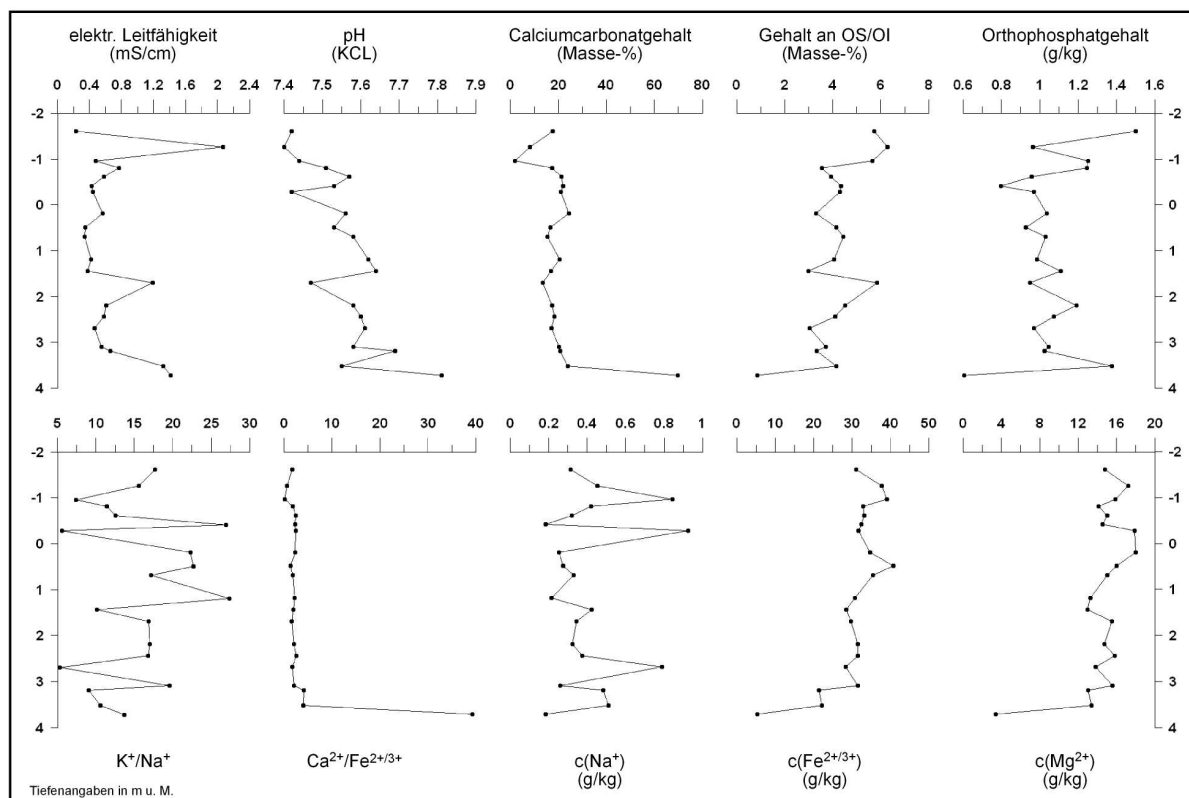 elektr. Leitfähigkeit
(mS/cm)
0 0.4 0.8 1.2 1.6 2 2.4
pH
(KCL)
7.4 7.5 7.6 7.7 7.8 7.9
Calciumcarbonatgehalt
(Masse-%)
0 20 40 60 80
Gehalt an OS/OI
(Masse-%)
0 2 4 6 8
Orthophosphatgehalt
(g/kg)
0.6 0.8 1 1.2 1.4 1.6
-2 -2
-1 -1
0 0
1 1
2 2
3 3
4 4
5 10 15 20 25 30
0 10 20 30 40
0 0.2 0.4 0.6 0.8 1
0 10 20 30 40 50
0 4 8 12 16 20
-2 -2
-1 -1
0 0
1 1
2 2
3 3
4 4
K⁺/Na⁺
Ca²⁺/Fe²⁺/³⁺
c(Na⁺)
(g/kg)
c(Fe²⁺/³⁺)
(g/kg)
c(Mg²⁺)
(g/kg)
Tiefenangaben in m u. M.